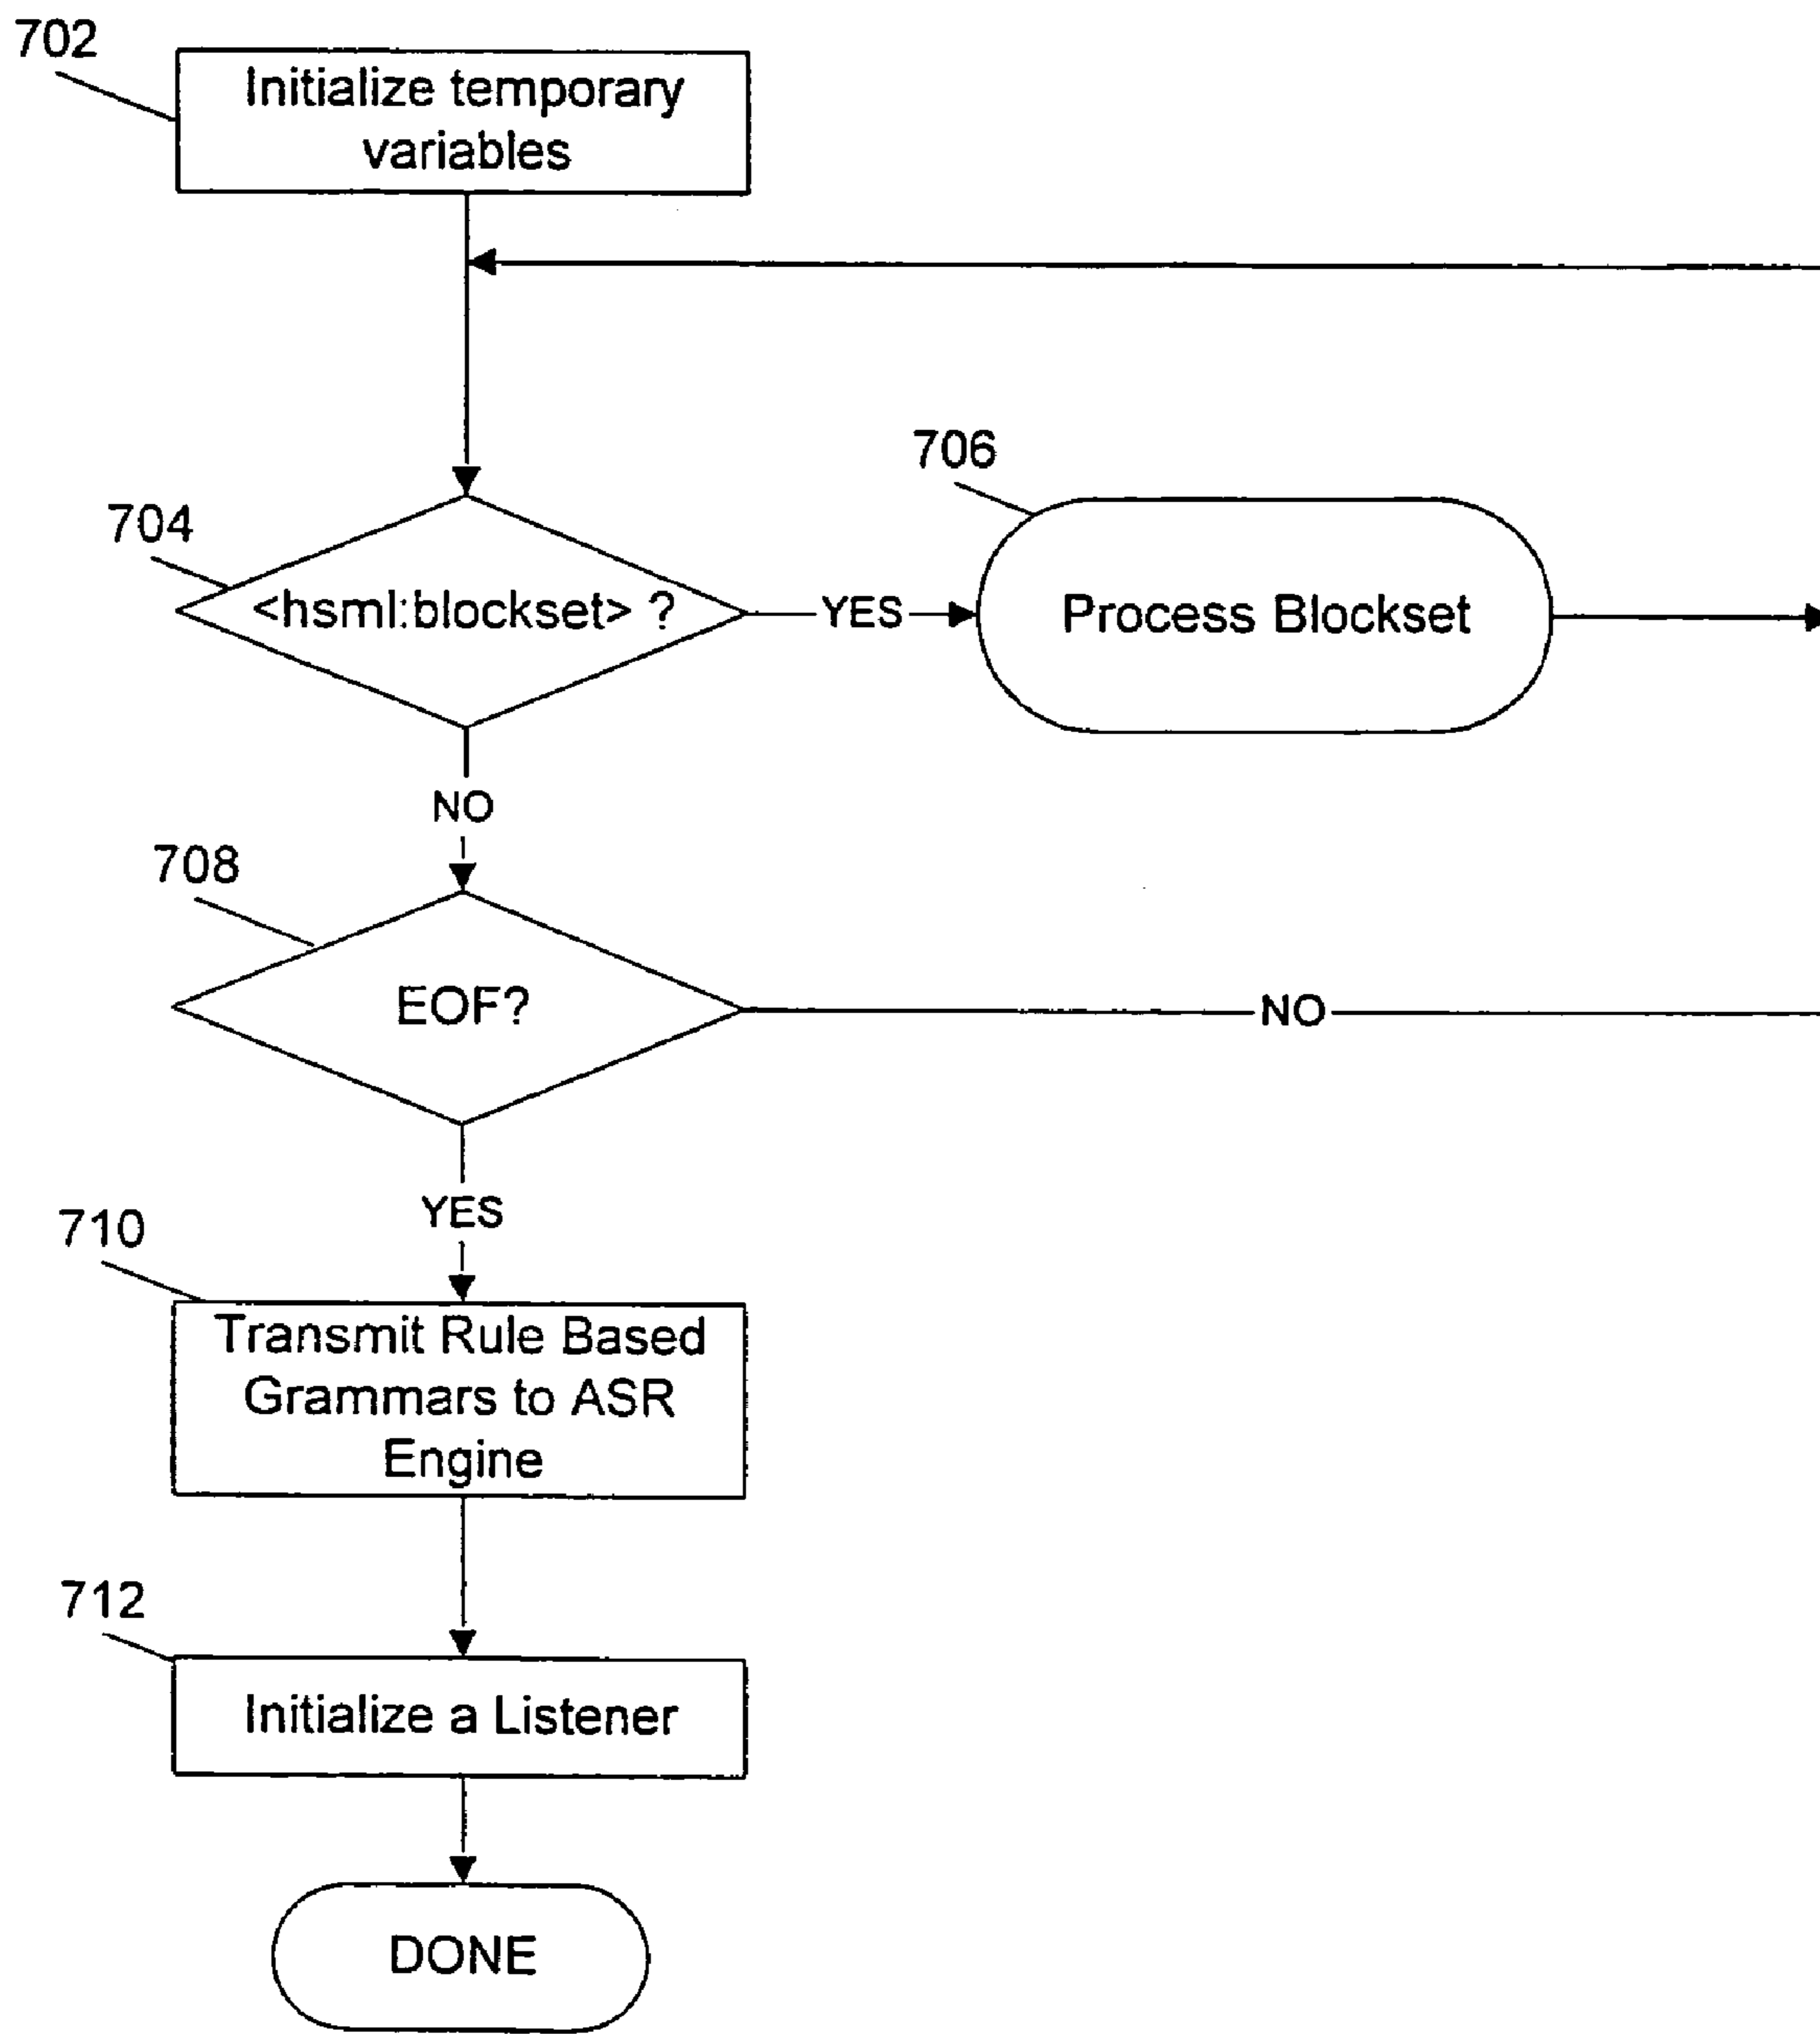 702
Initialize temporary
variables
706
704
<hsml:blockset> ?
YES
Process Blockset
NO
708
EOF?
NO
YES
710
Transmit Rule Based
Grammars to ASR
Engine
712
Initialize a Listener
DONE